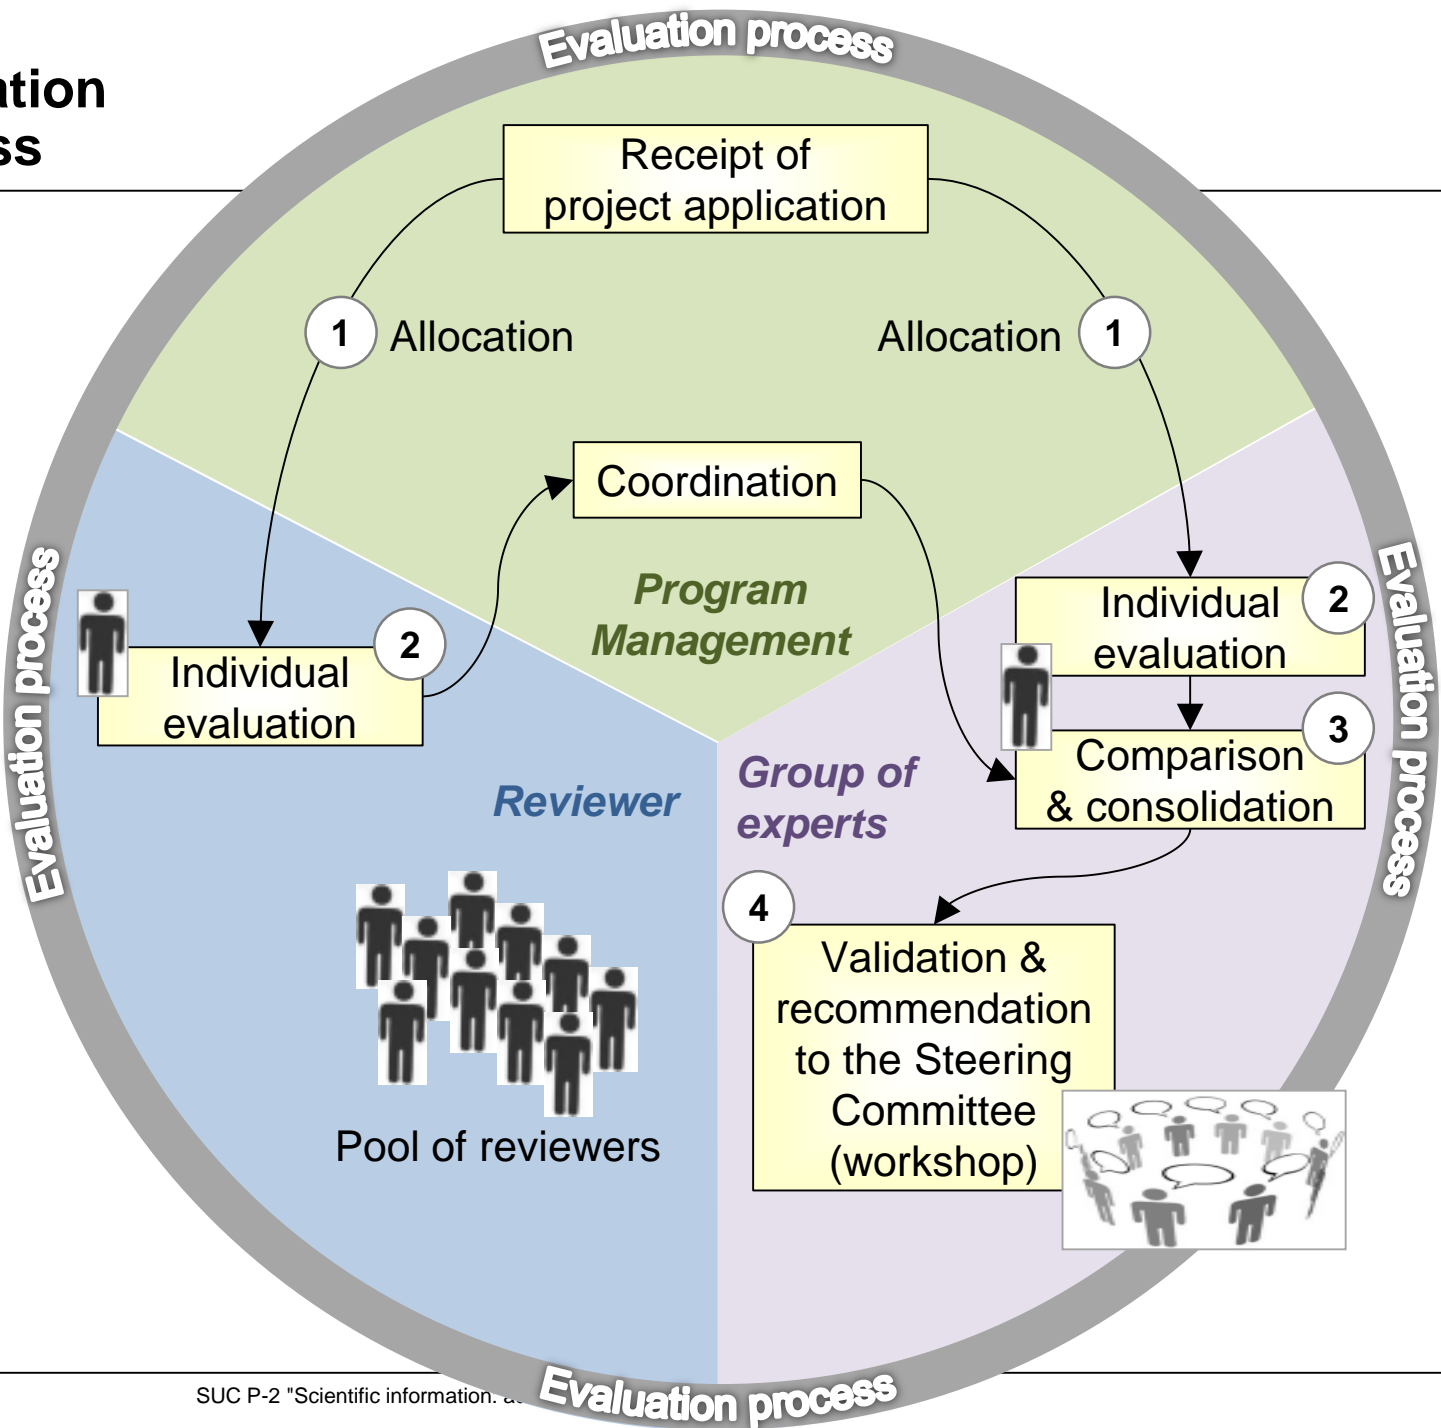 Evaluation process
Receipt of
project application
1
Allocation
Allocation
1
Coordination
Program
Management
Evaluation process
2
Individual
evaluation
Individual
evaluation
2
Evaluation process
3
Comparison
& consolidation
Reviewer
Group of
experts
4
Validation &
recommendation
to the Steering
Committee
(workshop)
Pool of reviewers
Evaluation process
SUC P-2 "Scientific information: